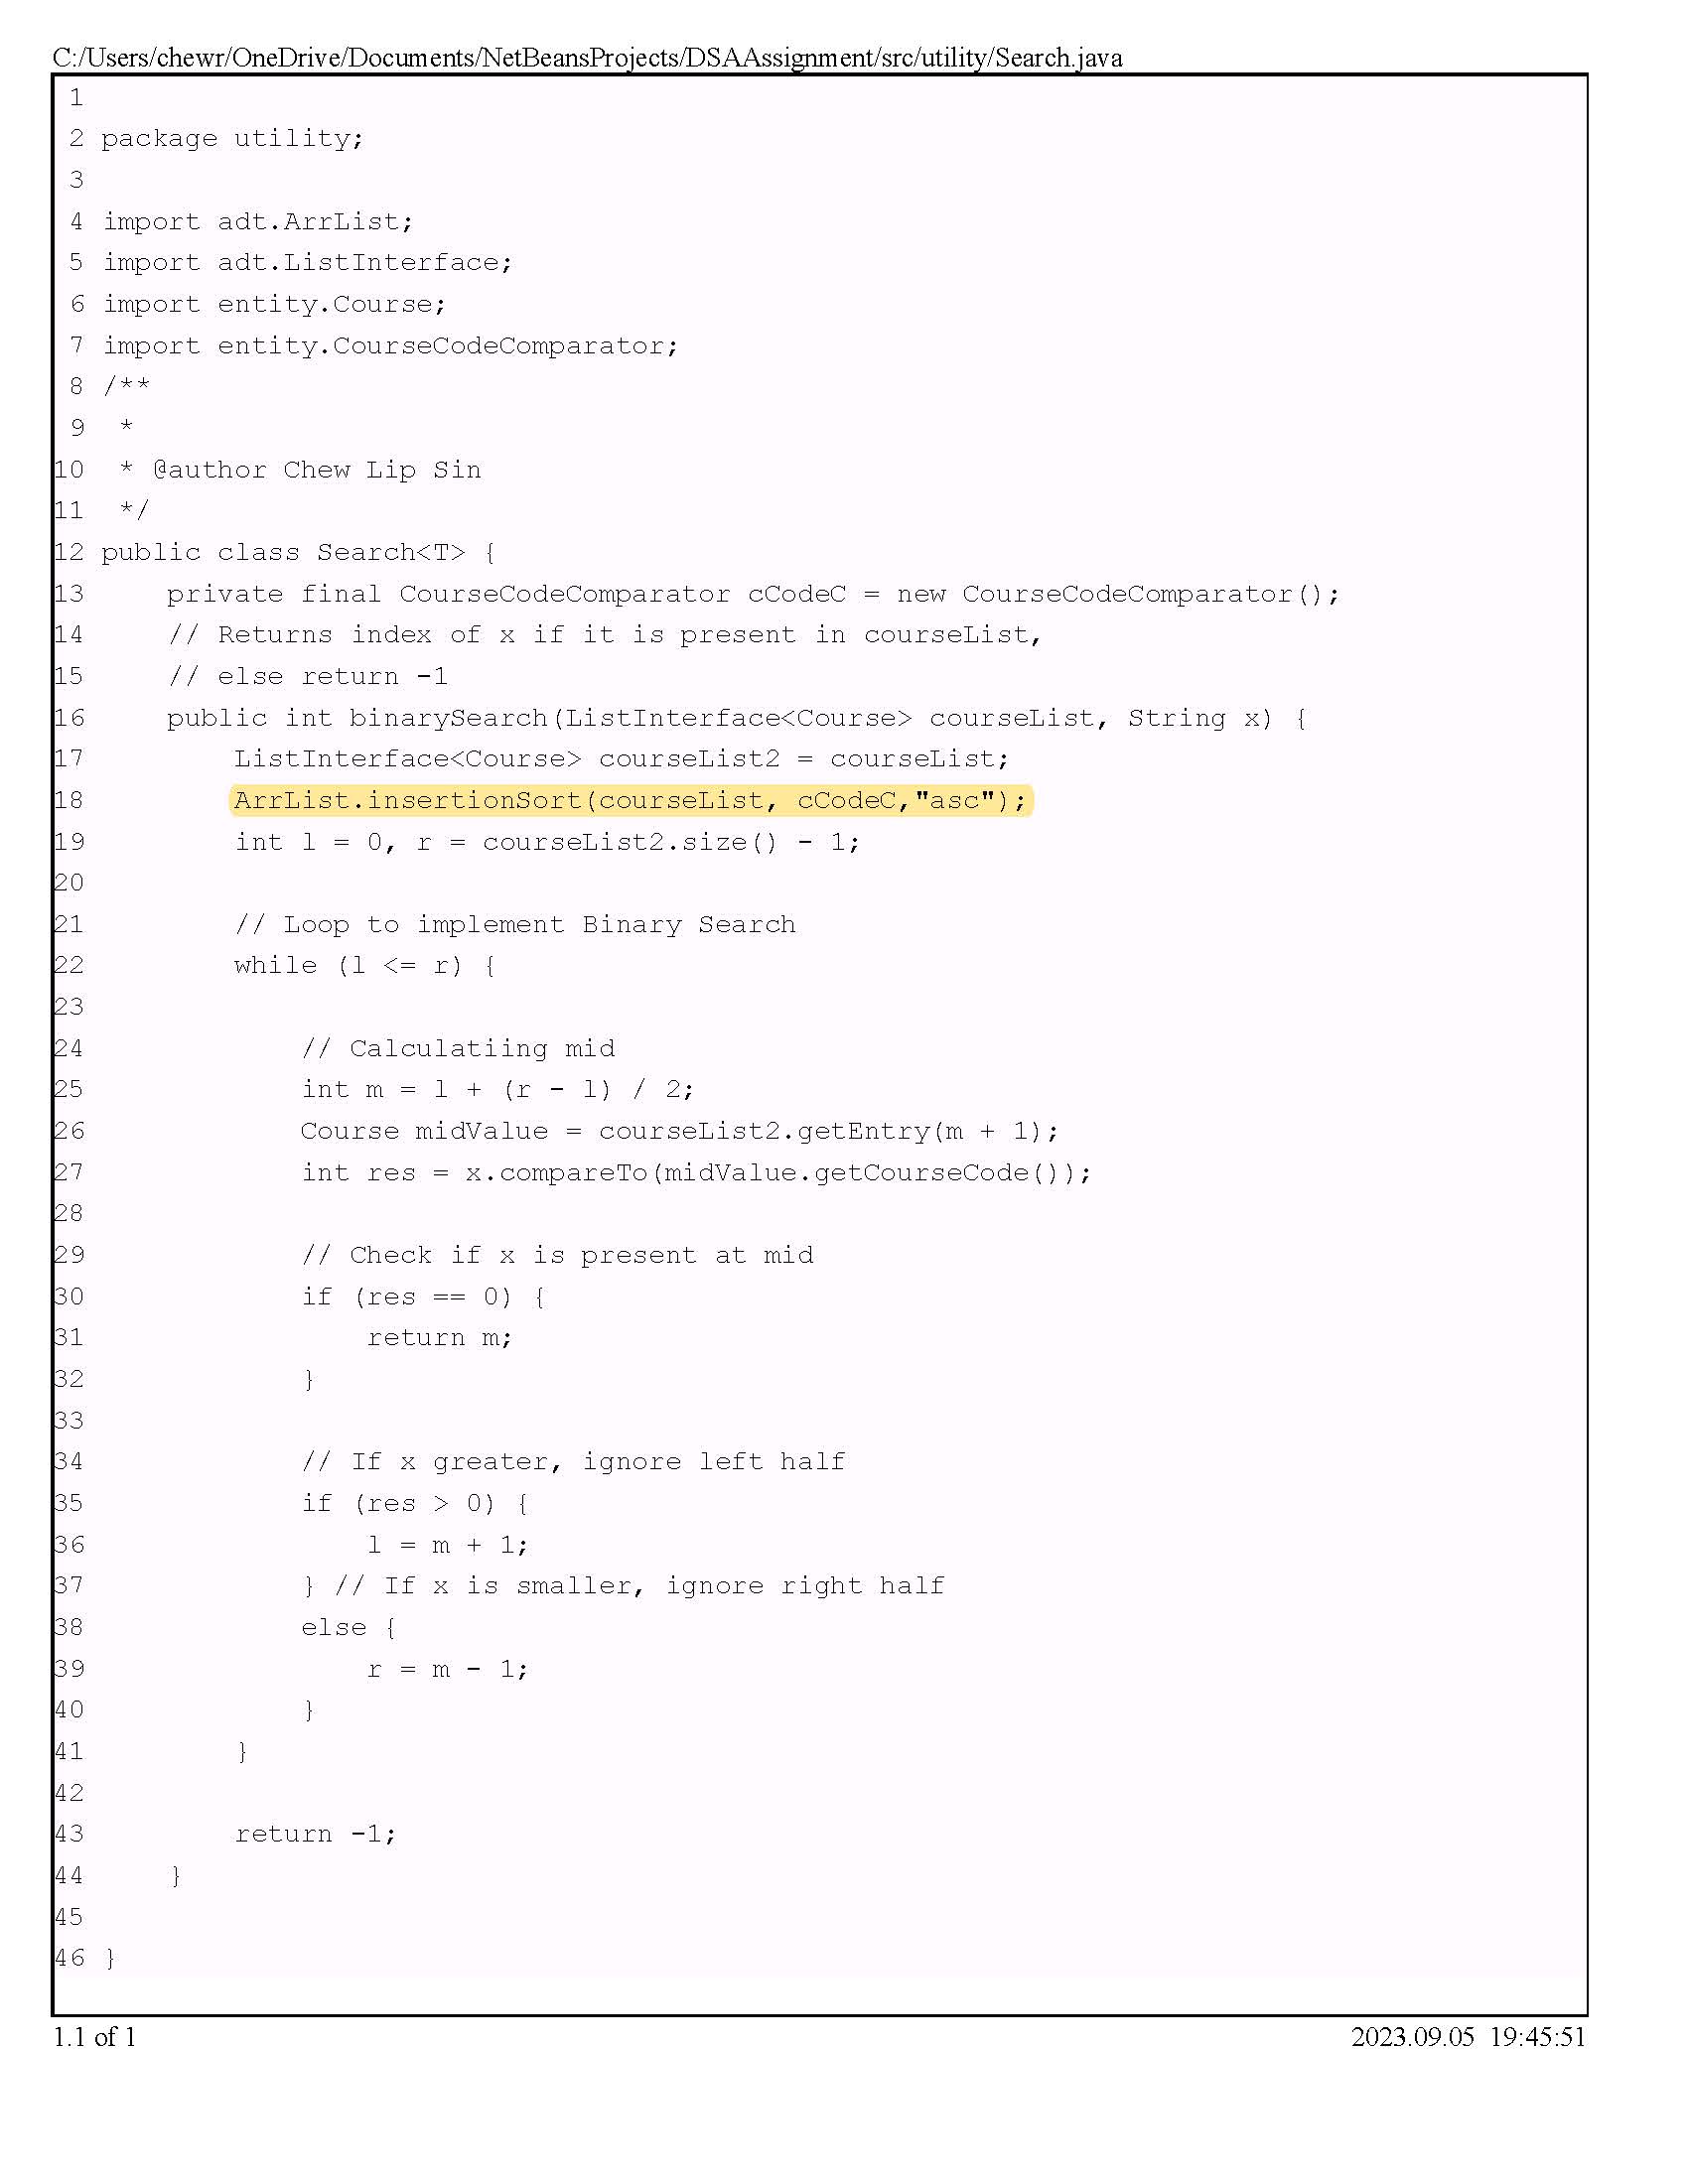 C:/Users/chewr/OneDrive/Documents/NetBeansProjects/DSAAssignment/src/utility/Search.java
1
2 package utility;
3
4 import adt.ArrList;
5 import adt.ListInterface;
6 import entity.Course;
7 import entity.CourseCodeComparator;
8 /**
9  *
10  * @author Chew Lip Sin
11  */
12 public class Search<T> {
13     private final CourseCodeComparator cCodeC = new CourseCodeComparator();
14     // Returns index of x if it is present in courseList,
15     // else return -1
16     public int binarySearch(ListInterface<Course> courseList, String x) {
17         ListInterface<Course> courseList2 = courseList;
18         ArrList.insertionSort(courseList, cCodeC,"asc");
19         int l = 0, r = courseList2.size() - 1;
20
21         // Loop to implement Binary Search
22         while (l <= r) {
23
24             // Calculatiing mid
25             int m = l + (r - l) / 2;
26             Course midValue = courseList2.getEntry(m + 1);
27             int res = x.compareTo(midValue.getCourseCode());
28
29             // Check if x is present at mid
30             if (res == 0) {
31                 return m;
32             }
33
34             // If x greater, ignore left half
35             if (res > 0) {
36                 l = m + 1;
37             } // If x is smaller, ignore right half
38             else {
39                 r = m - 1;
40             }
41         }
42
43         return -1;
44     }
45
46 }
1.1 of 1
2023.09.05 19:45:51